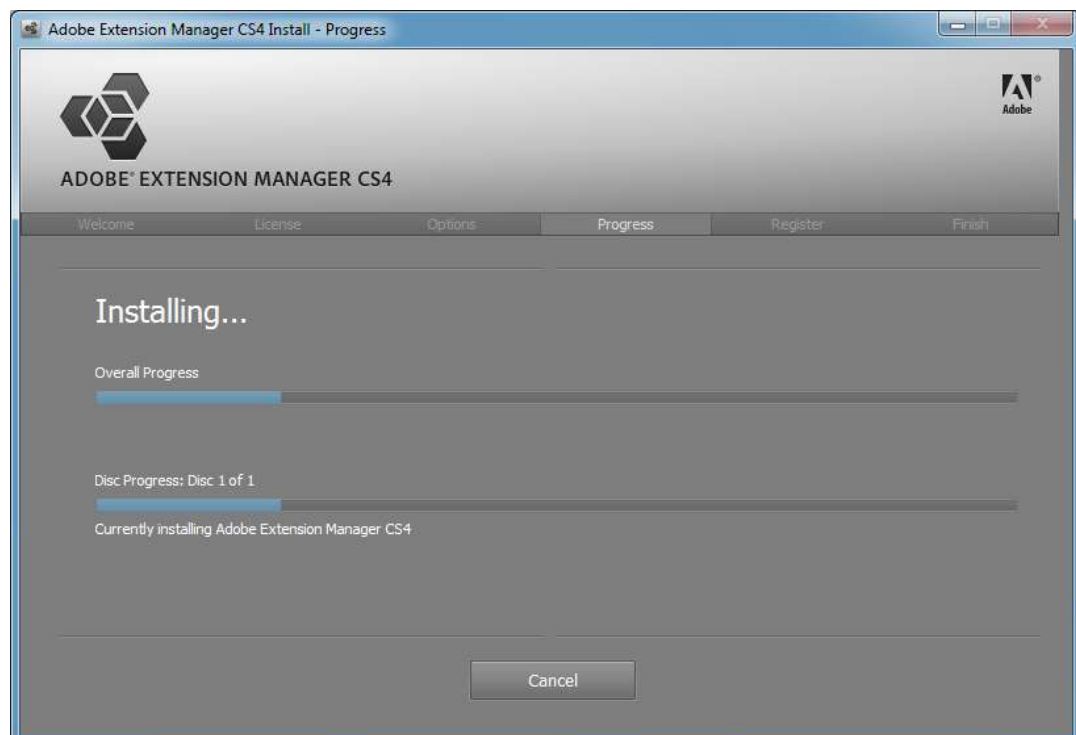 Adobe Extension Manager CS4 Install - Progress
Adobe®
ADOBE® EXTENSION MANAGER CS4
Welcome License Options Progress Register Finish
Installing...
Overall Progress
Disc Progress: Disc 1 of 1
Currently installing Adobe Extension Manager CS4
Cancel